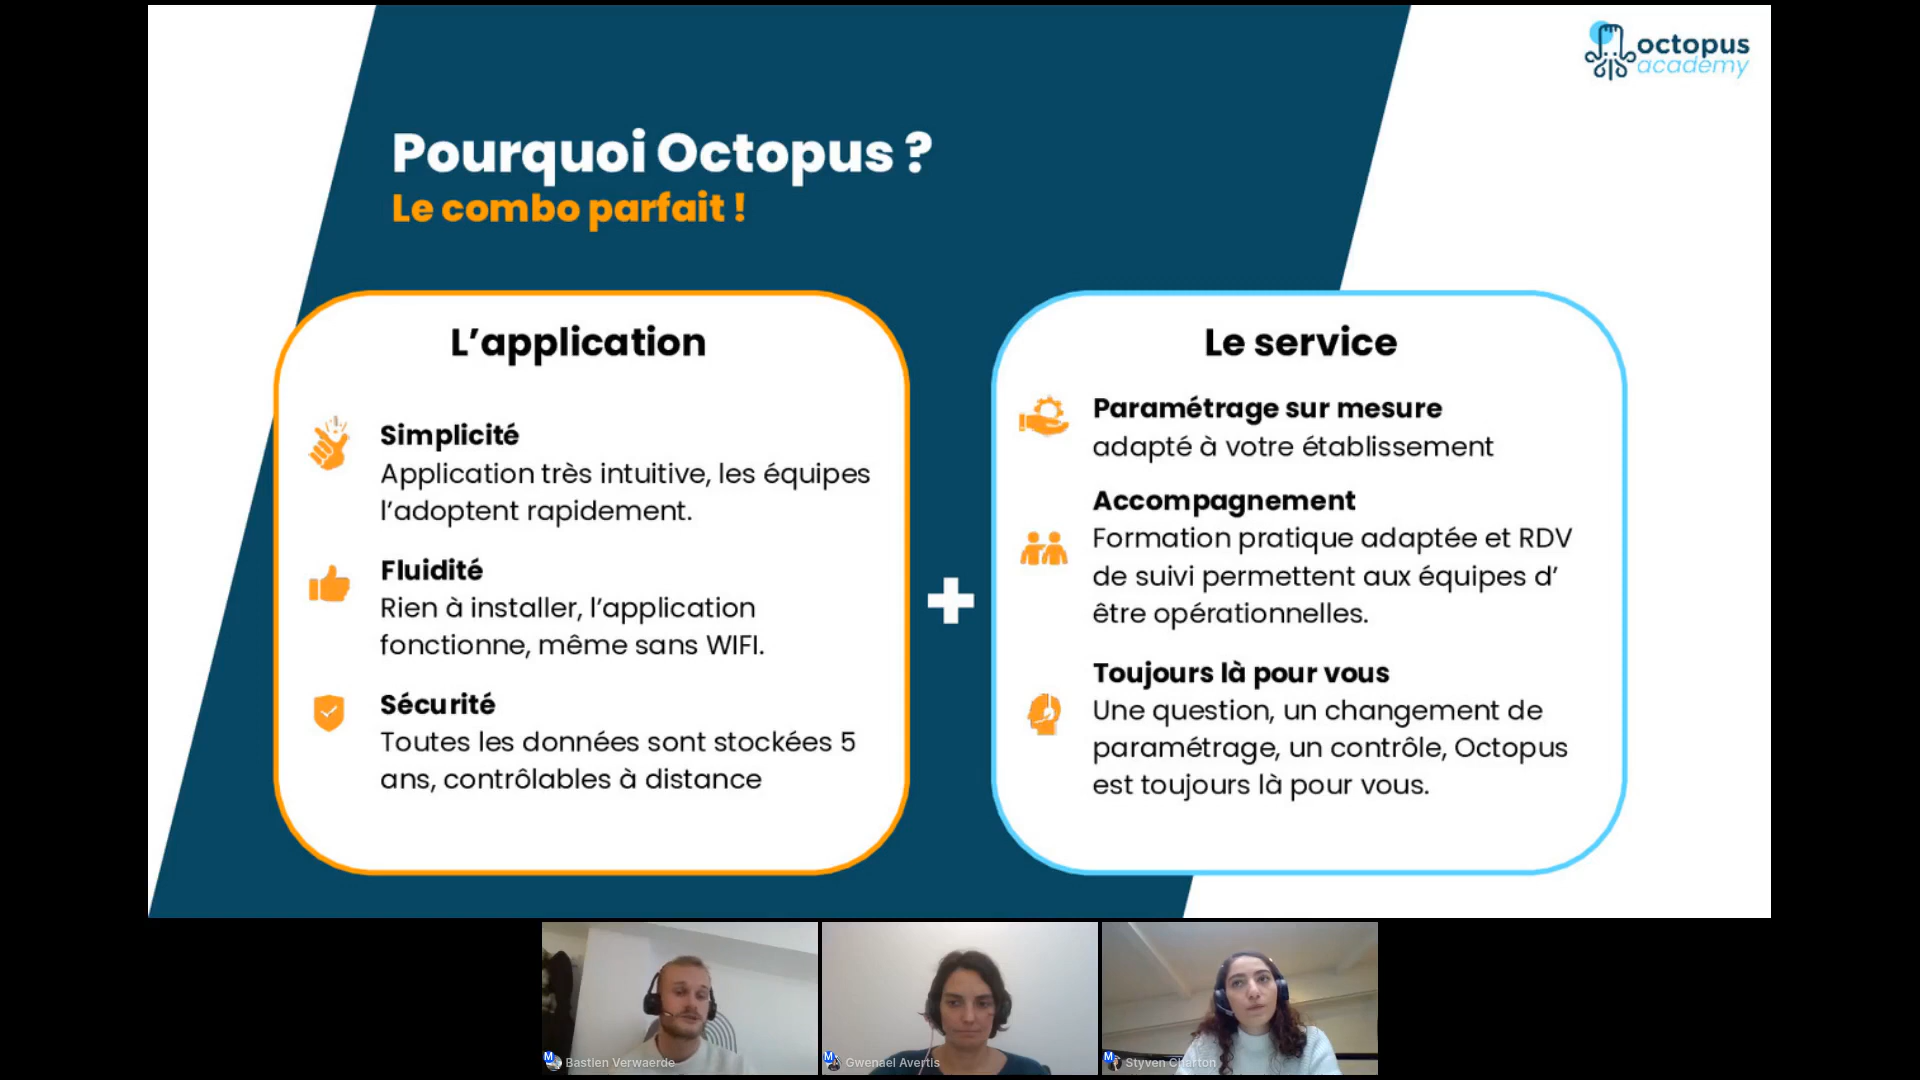 octopus
academy
Pourquoi Octopus ?
Le combo parfait !
L’application
Simplicité
Application très intuitive, les équipes
l’adoptent rapidement.
Fluidité
Rien à installer, l’application
fonctionne, même sans WIFI.
Sécurité
Toutes les données sont stockées 5
ans, contrôlables à distance
Le service
Paramétrage sur mesure
adapté à votre établissement
Accompagnement
Formation pratique adaptée et RDV
de suivi permettent aux équipes d’
être opérationnelles.
Toujours là pour vous
Une question, un changement de
paramétrage, un contrôle, Octopus
est toujours là pour vous.
M Bastien Verwaerde
M Gwenael Avertis
M Styven Charton